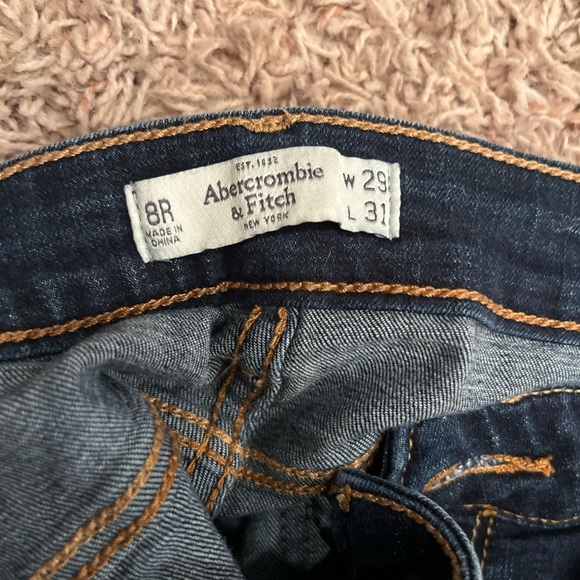 EST. 1892
Abercrombie
& Fitch
NEW YORK
8R
MADE IN
CHINA
W 29
L 31